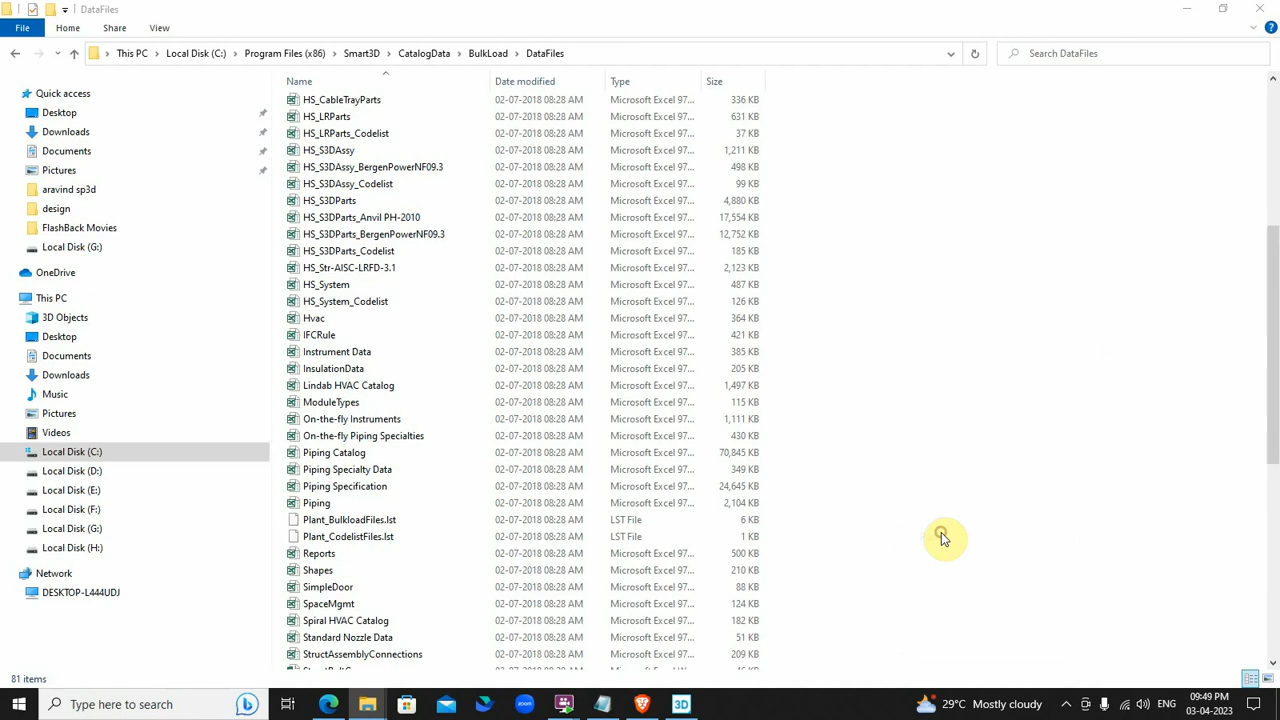 DataFiles
File Home Share View
This PC Local Disk (C:) Program Files (x86) Smart3D CatalogData BulkLoad DataFiles Search DataFiles
Name Date modified Type Size
Quick access
Desktop
Downloads
Documents
Pictures
aravind sp3d
design
FlashBack Movies
Local Disk (G:)
OneDrive
This PC
3D Objects
Desktop
Documents
Downloads
Music
Pictures
Videos
Local Disk (C:)
Local Disk (D:)
Local Disk (E:)
Local Disk (F:)
Local Disk (G:)
Local Disk (H:)
Network
DESKTOP-L444UDJ
HS_CableTrayParts 02-07-2018 08:28 AM Microsoft Excel 97... 336 KB
HS_LRParts 02-07-2018 08:28 AM Microsoft Excel 97... 631 KB
HS_LRParts_Codelist 02-07-2018 08:28 AM Microsoft Excel 97... 37 KB
HS_S3DAssy 02-07-2018 08:28 AM Microsoft Excel 97... 1,211 KB
HS_S3DAssy_BergenPowerNF09.3 02-07-2018 08:28 AM Microsoft Excel 97... 498 KB
HS_S3DAssy_Codelist 02-07-2018 08:28 AM Microsoft Excel 97... 99 KB
HS_S3DParts 02-07-2018 08:28 AM Microsoft Excel 97... 4,880 KB
HS_S3DParts_Anvil PH-2010 02-07-2018 08:28 AM Microsoft Excel 97... 17,554 KB
HS_S3DParts_BergenPowerNF09.3 02-07-2018 08:28 AM Microsoft Excel 97... 12,752 KB
HS_S3DParts_Codelist 02-07-2018 08:28 AM Microsoft Excel 97... 185 KB
HS_Str-AISC-LRFD-3.1 02-07-2018 08:28 AM Microsoft Excel 97... 2,123 KB
HS_System 02-07-2018 08:28 AM Microsoft Excel 97... 487 KB
HS_System_Codelist 02-07-2018 08:28 AM Microsoft Excel 97... 126 KB
Hvac 02-07-2018 08:28 AM Microsoft Excel 97... 364 KB
IFCRule 02-07-2018 08:28 AM Microsoft Excel 97... 421 KB
Instrument Data 02-07-2018 08:28 AM Microsoft Excel 97... 385 KB
InsulationData 02-07-2018 08:28 AM Microsoft Excel 97... 205 KB
Lindab HVAC Catalog 02-07-2018 08:28 AM Microsoft Excel 97... 1,497 KB
ModuleTypes 02-07-2018 08:28 AM Microsoft Excel 97... 115 KB
On-the-fly Instruments 02-07-2018 08:28 AM Microsoft Excel 97... 1,111 KB
On-the-fly Piping Specialties 02-07-2018 08:28 AM Microsoft Excel 97... 430 KB
Piping Catalog 02-07-2018 08:28 AM Microsoft Excel 97... 70,845 KB
Piping Specialty Data 02-07-2018 08:28 AM Microsoft Excel 97... 349 KB
Piping Specification 02-07-2018 08:28 AM Microsoft Excel 97... 24,645 KB
Piping 02-07-2018 08:28 AM Microsoft Excel 97... 2,104 KB
Plant_BulkloadFiles.lst 02-07-2018 08:28 AM LST File 6 KB
Plant_CodelistFiles.lst 02-07-2018 08:28 AM LST File 1 KB
Reports 02-07-2018 08:28 AM Microsoft Excel 97... 500 KB
Shapes 02-07-2018 08:28 AM Microsoft Excel 97... 210 KB
SimpleDoor 02-07-2018 08:28 AM Microsoft Excel 97... 88 KB
SpaceMgmt 02-07-2018 08:28 AM Microsoft Excel 97... 124 KB
Spiral HVAC Catalog 02-07-2018 08:28 AM Microsoft Excel 97... 182 KB
Standard Nozzle Data 02-07-2018 08:28 AM Microsoft Excel 97... 51 KB
StructAssemblyConnections 02-07-2018 08:28 AM Microsoft Excel 97... 209 KB
81 items
Type here to search zoom 3D 29°C Mostly cloudy ENG 09:49 PM
03-04-2023